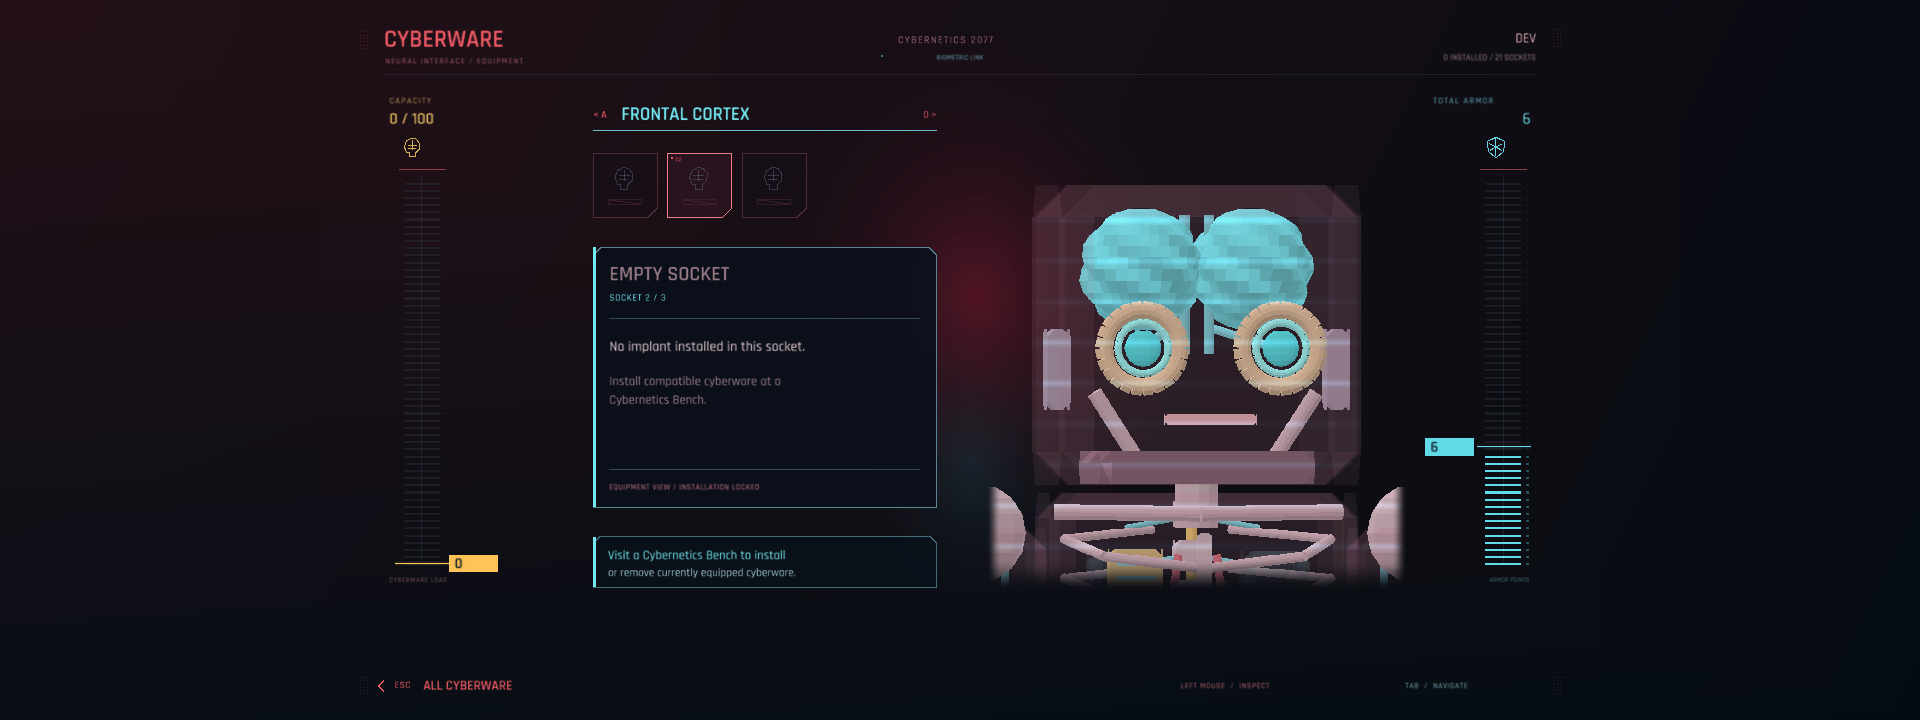 CYBERWARE
NEURAL INTERFACE / EQUIPMENT
CYBERNETICS 2077
BIOMETRIC LINK
DEV
0 INSTALLED / 21 SOCKETS
CAPACITY
0 / 100
0
CYBERWARE LOAD
< A FRONTAL CORTEX D >
02
EMPTY SOCKET
SOCKET 2 / 3
No implant installed in this socket.
Install compatible cyberware at a
Cybernetics Bench.
EQUIPMENT VIEW / INSTALLATION LOCKED
Visit a Cybernetics Bench to install
or remove currently equipped cyberware.
TOTAL ARMOR
6
6
ARMOR POINTS
ESC ALL CYBERWARE
LEFT MOUSE / INSPECT
TAB / NAVIGATE